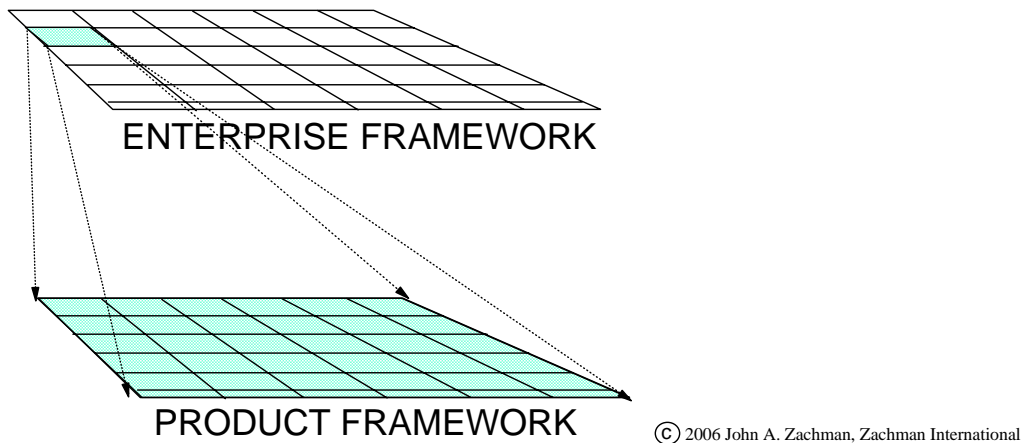 ENTERPRISE FRAMEWORK
PRODUCT FRAMEWORK
© 2006 John A. Zachman, Zachman International